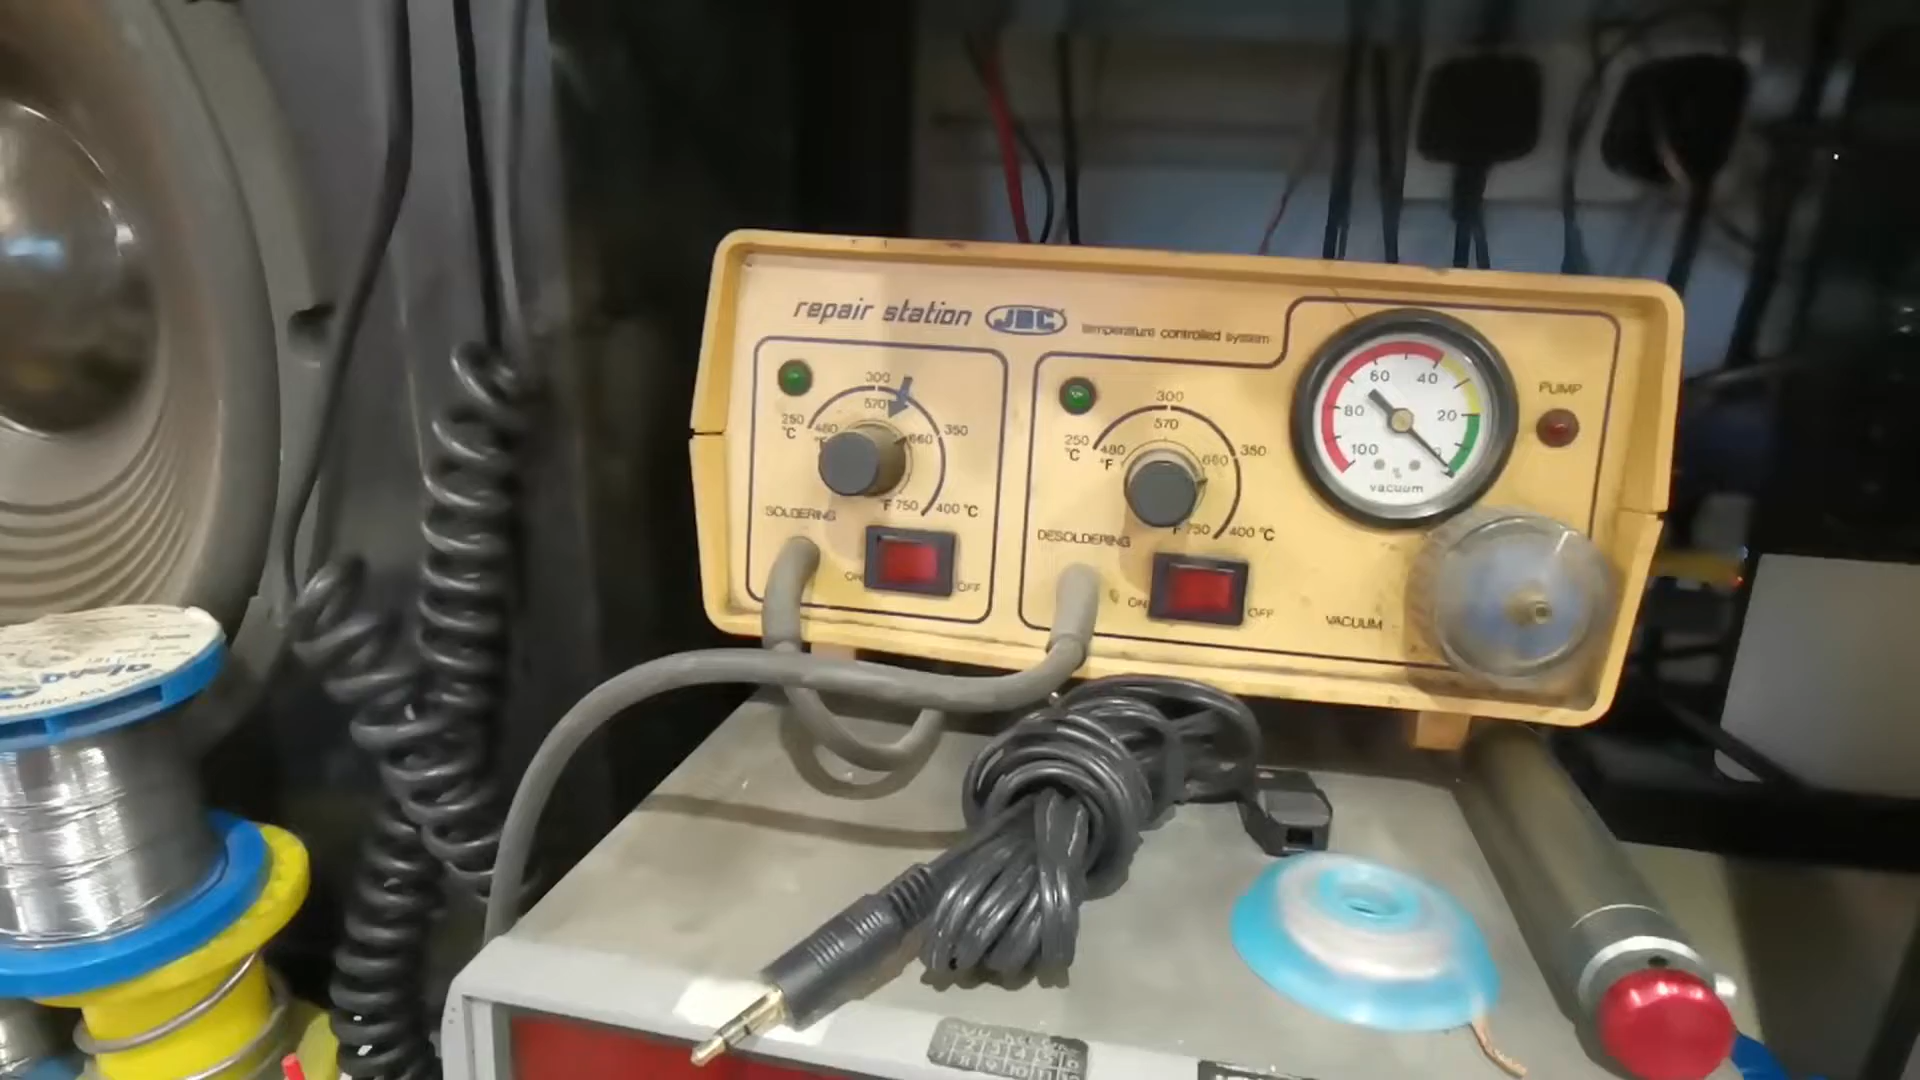 repair station JBC temperature controlled system
300
570
250
°C
480
°F
660
350
°F 750
400 °C
SOLDERING
ON
OFF
300
570
250
°C
480
°F
660
350
°F 750
400 °C
DESOLDERING
ON
OFF
60
40
80
20
100
0
%
vacuum
PUMP
VACUUM